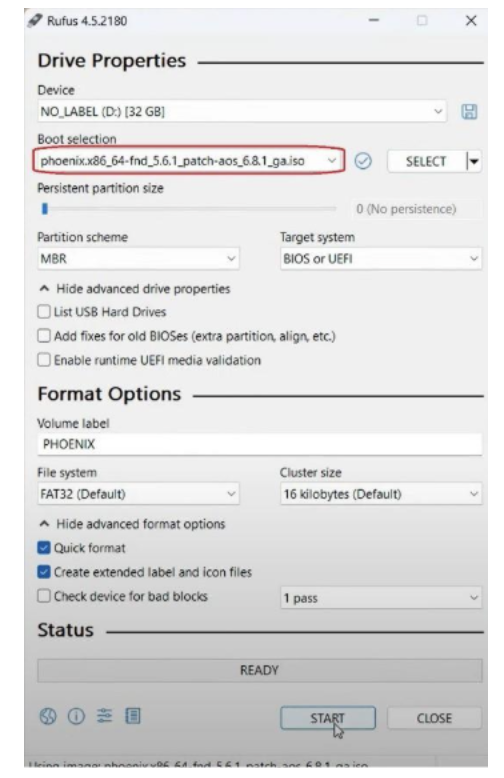 Rufus 4.5.2180
Drive Properties
Device
NO_LABEL (D:) [32 GB]
Boot selection
phoenix.x86_64-fnd_5.6.1_patch-aos_6.8.1_ga.iso
SELECT
Persistent partition size
0 (No persistence)
Partition scheme
Target system
MBR
BIOS or UEFI
Hide advanced drive properties
List USB Hard Drives
Add fixes for old BIOSes (extra partition, align, etc.)
Enable runtime UEFI media validation
Format Options
Volume label
PHOENIX
File system
Cluster size
FAT32 (Default)
16 kilobytes (Default)
Hide advanced format options
Quick format
Create extended label and icon files
Check device for bad blocks
1 pass
Status
READY
START
CLOSE
Using image: phoenix.x86_64-fnd_5.6.1_patch-aos_6.8.1_ga.iso